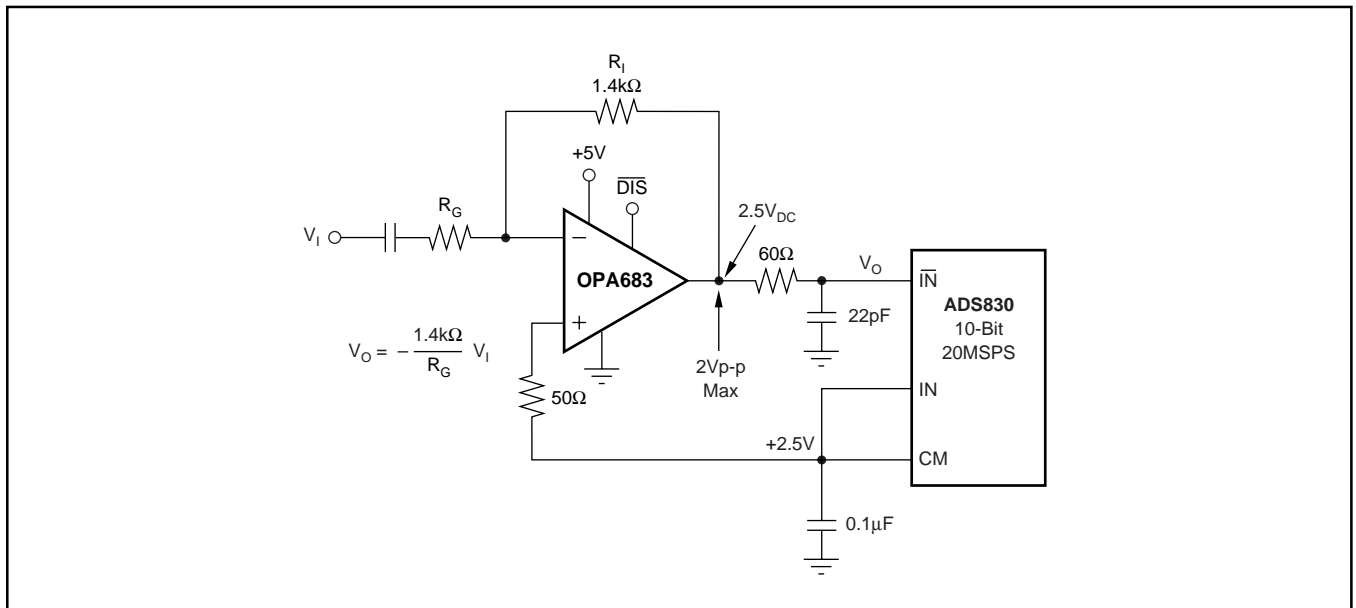 R_I
1.4kΩ
+5V
DIS
R_G
V_I
−
OPA683
+
2.5V_DC
60Ω
V_O
IN
ADS830
10-Bit
20MSPS
22pF
V_O = − 1.4kΩ / R_G V_I
2Vp-p
Max
50Ω
IN
+2.5V
CM
0.1µF